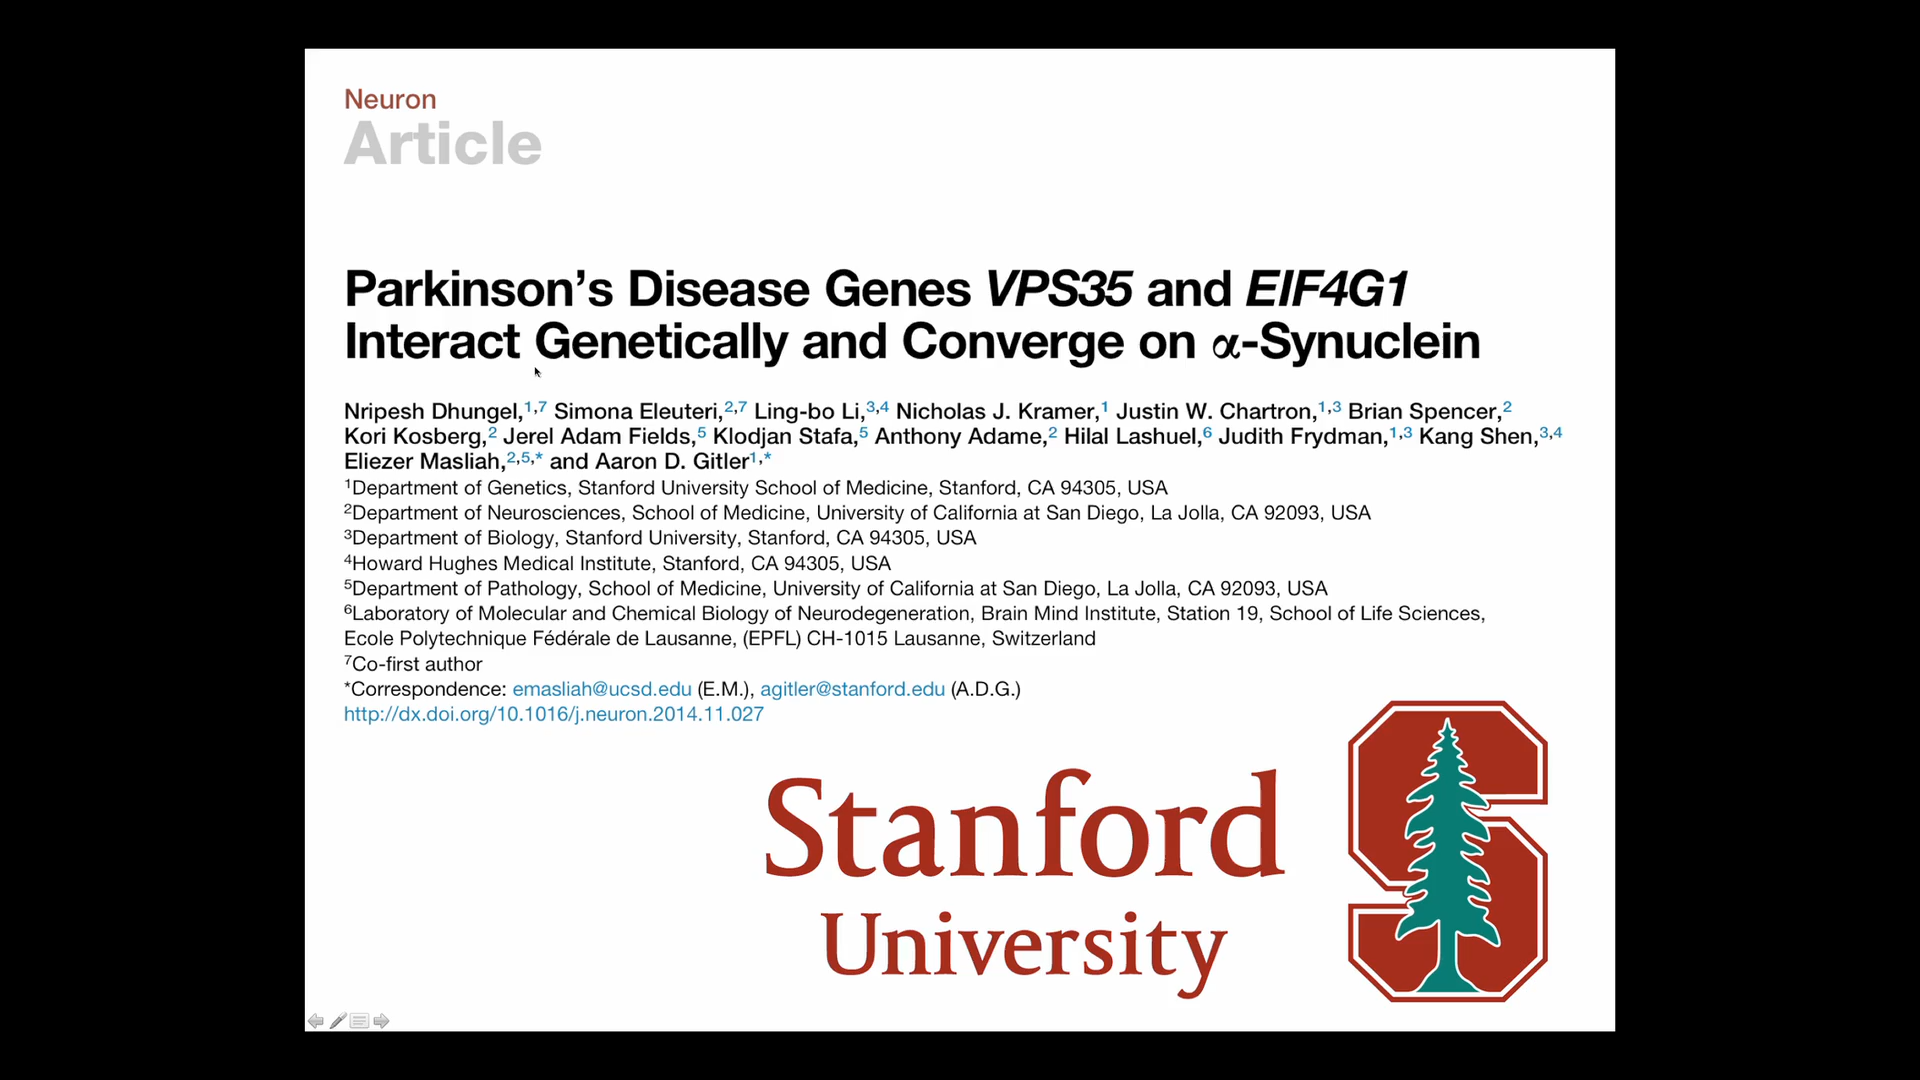 Neuron
Article
Parkinson’s Disease Genes VPS35 and EIF4G1
Interact Genetically and Converge on α-Synuclein
Nripesh Dhungel,1,7 Simona Eleuteri,2,7 Ling-bo Li,3,4 Nicholas J. Kramer,1 Justin W. Chartron,1,3 Brian Spencer,2
Kori Kosberg,2 Jerel Adam Fields,5 Klodjan Stafa,5 Anthony Adame,2 Hilal Lashuel,6 Judith Frydman,1,3 Kang Shen,3,4
Eliezer Masliah,2,5,* and Aaron D. Gitler1,*
1Department of Genetics, Stanford University School of Medicine, Stanford, CA 94305, USA
2Department of Neurosciences, School of Medicine, University of California at San Diego, La Jolla, CA 92093, USA
3Department of Biology, Stanford University, Stanford, CA 94305, USA
4Howard Hughes Medical Institute, Stanford, CA 94305, USA
5Department of Pathology, School of Medicine, University of California at San Diego, La Jolla, CA 92093, USA
6Laboratory of Molecular and Chemical Biology of Neurodegeneration, Brain Mind Institute, Station 19, School of Life Sciences,
Ecole Polytechnique Fédérale de Lausanne, (EPFL) CH-1015 Lausanne, Switzerland
7Co-first author
*Correspondence: emasliah@ucsd.edu (E.M.), agitler@stanford.edu (A.D.G.)
http://dx.doi.org/10.1016/j.neuron.2014.11.027
Stanford
University
S